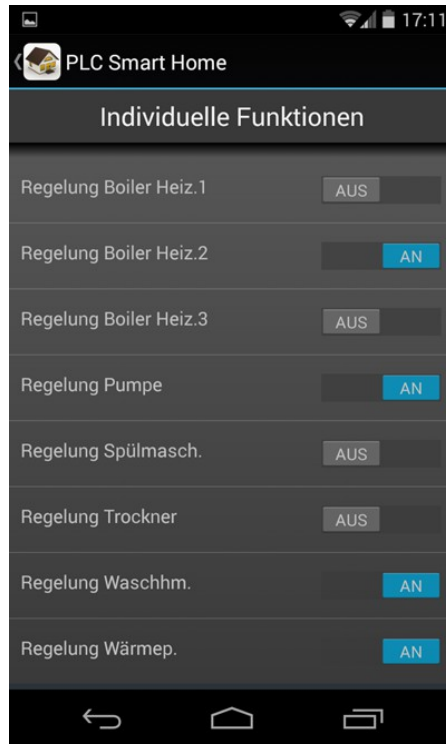 17:11
PLC Smart Home
Individuelle Funktionen
Regelung Boiler Heiz.1 AUS
Regelung Boiler Heiz.2 AN
Regelung Boiler Heiz.3 AUS
Regelung Pumpe AN
Regelung Spülmasch. AUS
Regelung Trockner AUS
Regelung Waschhm. AN
Regelung Wärmep. AN